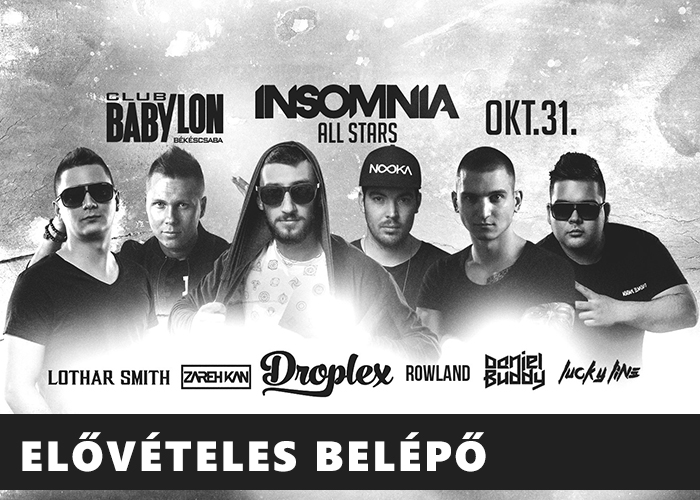 CLUB
BABYLON
BÉKÉSCSABA
INSOMNIA
ALL STARS
OKT.31.
NOOKA
LOTHAR SMITH
ZAREH KAN
Droplex
ROWLAND
Daniel
Buddy
lucky line
ELŐVÉTELES BELÉPŐ